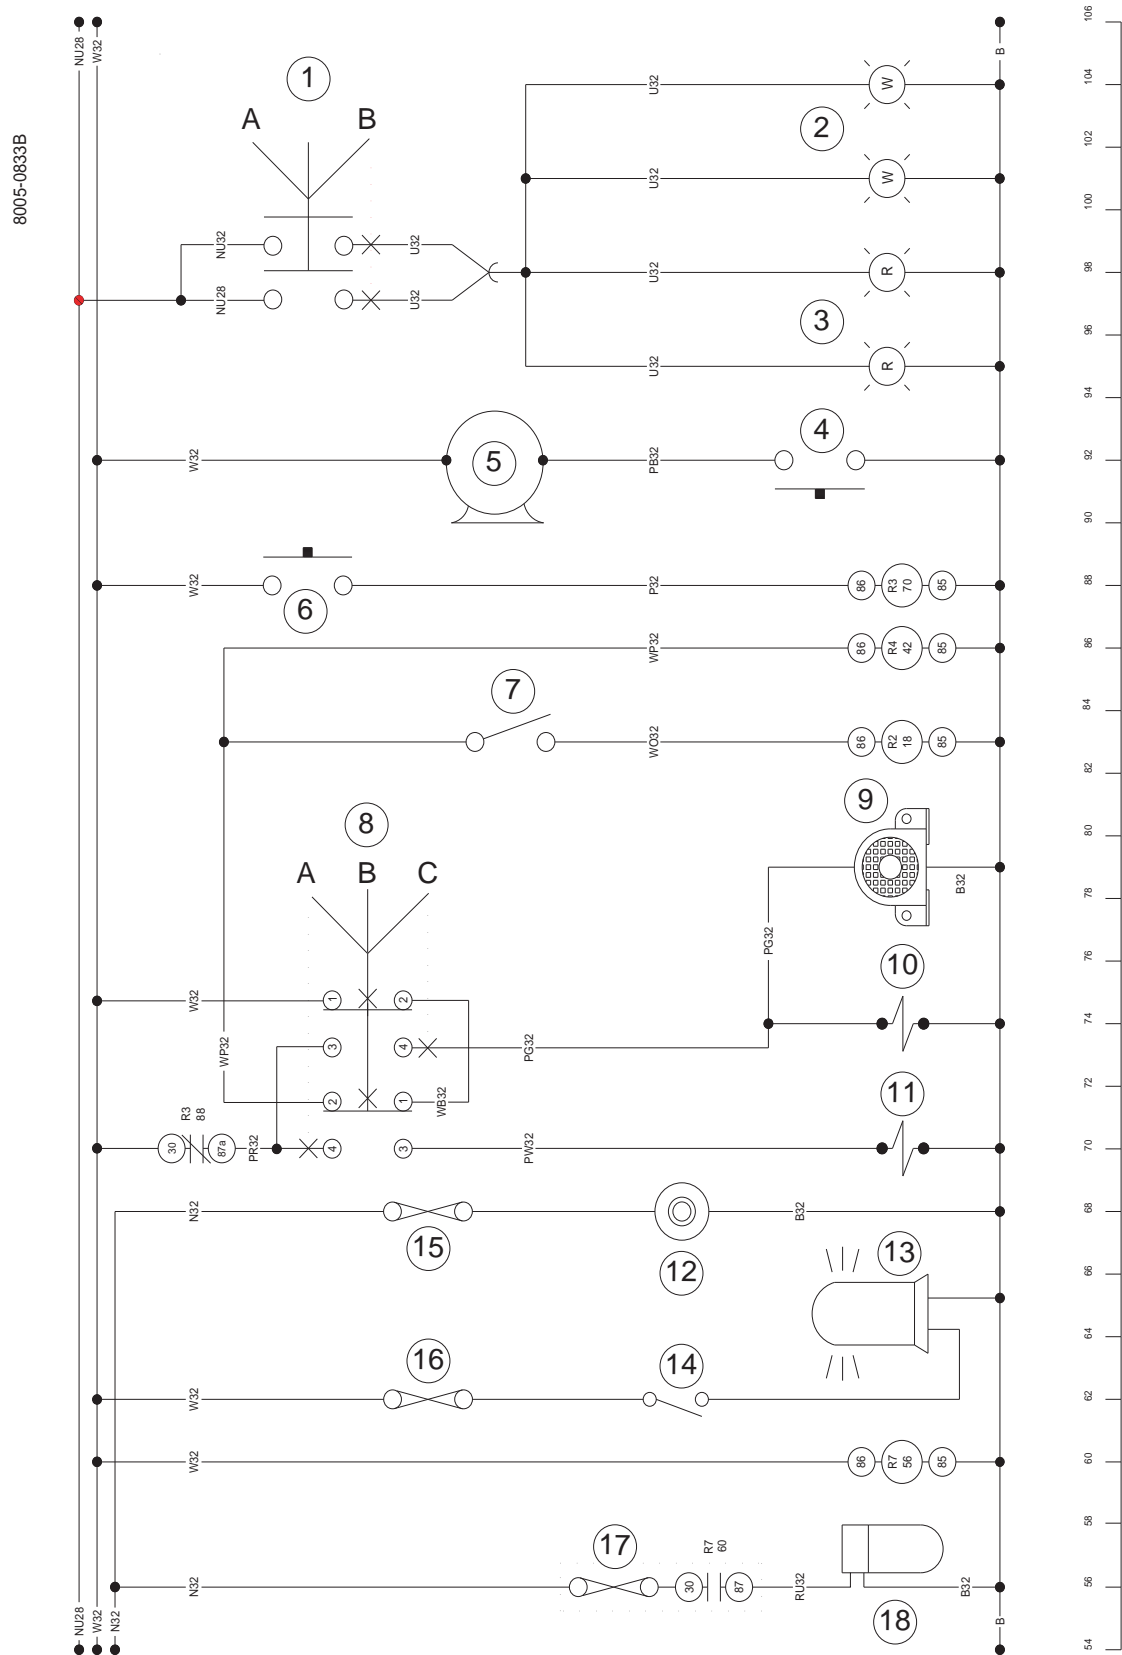 8005-0833B
NU28
W32
B
106
1
A B
U32
W
104
2
102
U32
W
100
NU32
U32
U32
R
98
NU28
U32
3
96
U32
R
94
4
W32
5
PB32
92
90
W32
6
P32
86
R3
70
85
88
WP32
86
R4
42
85
86
7
84
WO32
86
R2
18
85
82
8
9
80
A B C
B32
78
PG32
10
76
W32
1
2
74
WP32
3
4
PG32
72
2
1
WB32
11
R3
88
30
87a
PR32
4
3
PW32
70
N32
15
12
B32
68
13
66
64
16
14
W32
62
W32
86
R7
56
85
60
58
17
R7
60
N32
30
87
RU32
B32
56
18
NU28
W32
N32
B
54